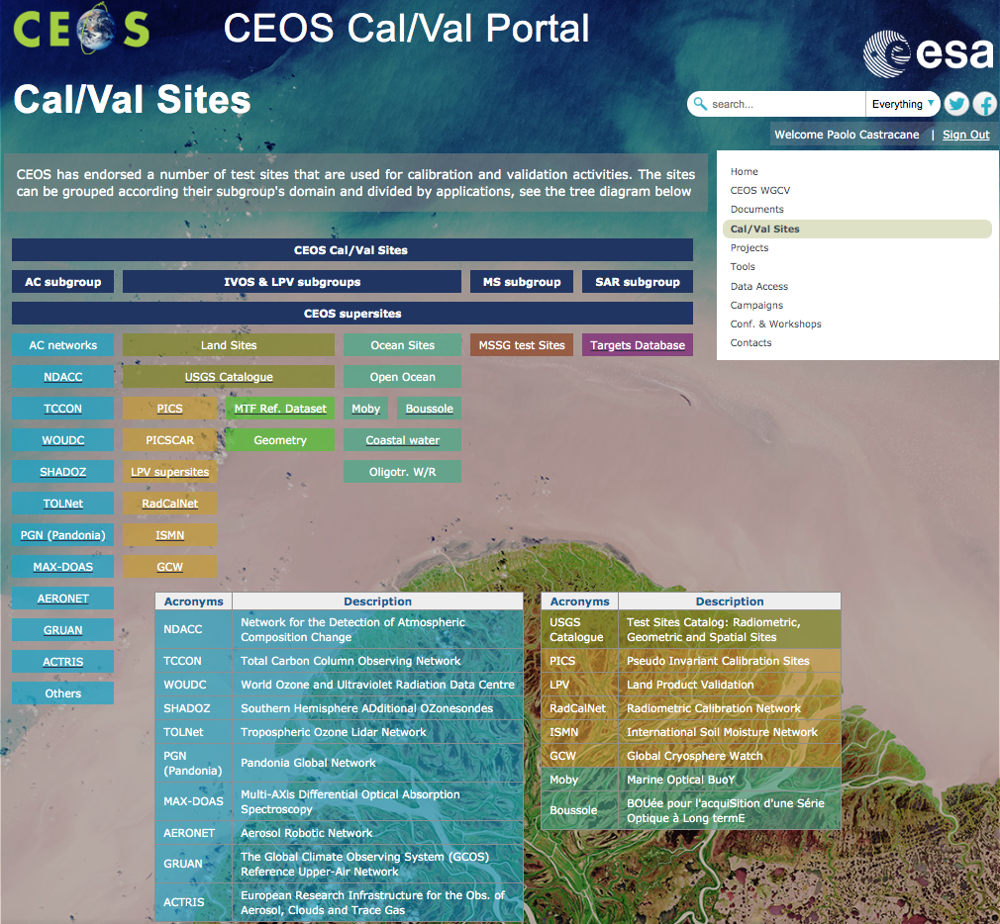 CEOS
CEOS Cal/Val Portal
esa
Cal/Val Sites
search...
Everything
Welcome Paolo Castracane | Sign Out
CEOS has endorsed a number of test sites that are used for calibration and validation activities. The sites
can be grouped according their subgroup's domain and divided by applications, see the tree diagram below
Home
CEOS WGCV
Documents
Cal/Val Sites
Projects
Tools
Data Access
Campaigns
Conf. & Workshops
Contacts
CEOS Cal/Val Sites
AC subgroup
IVOS & LPV subgroups
MS subgroup
SAR subgroup
CEOS supersites
AC networks
Land Sites
Ocean Sites
MSSG test Sites
Targets Database
NDACC
USGS Catalogue
Open Ocean
TCCON
PICS
MTF Ref. Dataset
Moby
Boussole
WOUDC
PICSCAR
Geometry
Coastal water
SHADOZ
LPV supersites
Oligotr. W/R
TOLNet
RadCalNet
PGN (Pandonia)
ISMN
MAX-DOAS
GCW
AERONET
GRUAN
ACTRIS
Others
Acronyms Description
NDACC
Network for the Detection of Atmospheric
Composition Change
TCCON Total Carbon Column Observing Network
WOUDC World Ozone and Ultraviolet Radiation Data Centre
SHADOZ Southern Hemisphere ADditional OZonesondes
TOLNet Tropospheric Ozone Lidar Network
PGN
(Pandonia)
Pandonia Global Network
MAX-DOAS
Multi-AXis Differential Optical Absorption
Spectroscopy
AERONET Aerosol Robotic Network
GRUAN
The Global Climate Observing System (GCOS)
Reference Upper-Air Network
ACTRIS
European Research Infrastructure for the Obs. of
Aerosol, Clouds and Trace Gas
Acronyms Description
USGS
Catalogue
Test Sites Catalog: Radiometric,
Geometric and Spatial Sites
PICS Pseudo Invariant Calibration Sites
LPV Land Product Validation
RadCalNet Radiometric Calibration Network
ISMN International Soil Moisture Network
GCW Global Cryosphere Watch
Moby Marine Optical BuoY
Boussole
BOUée pour l'acquiSition d'une Série
Optique à Long termE